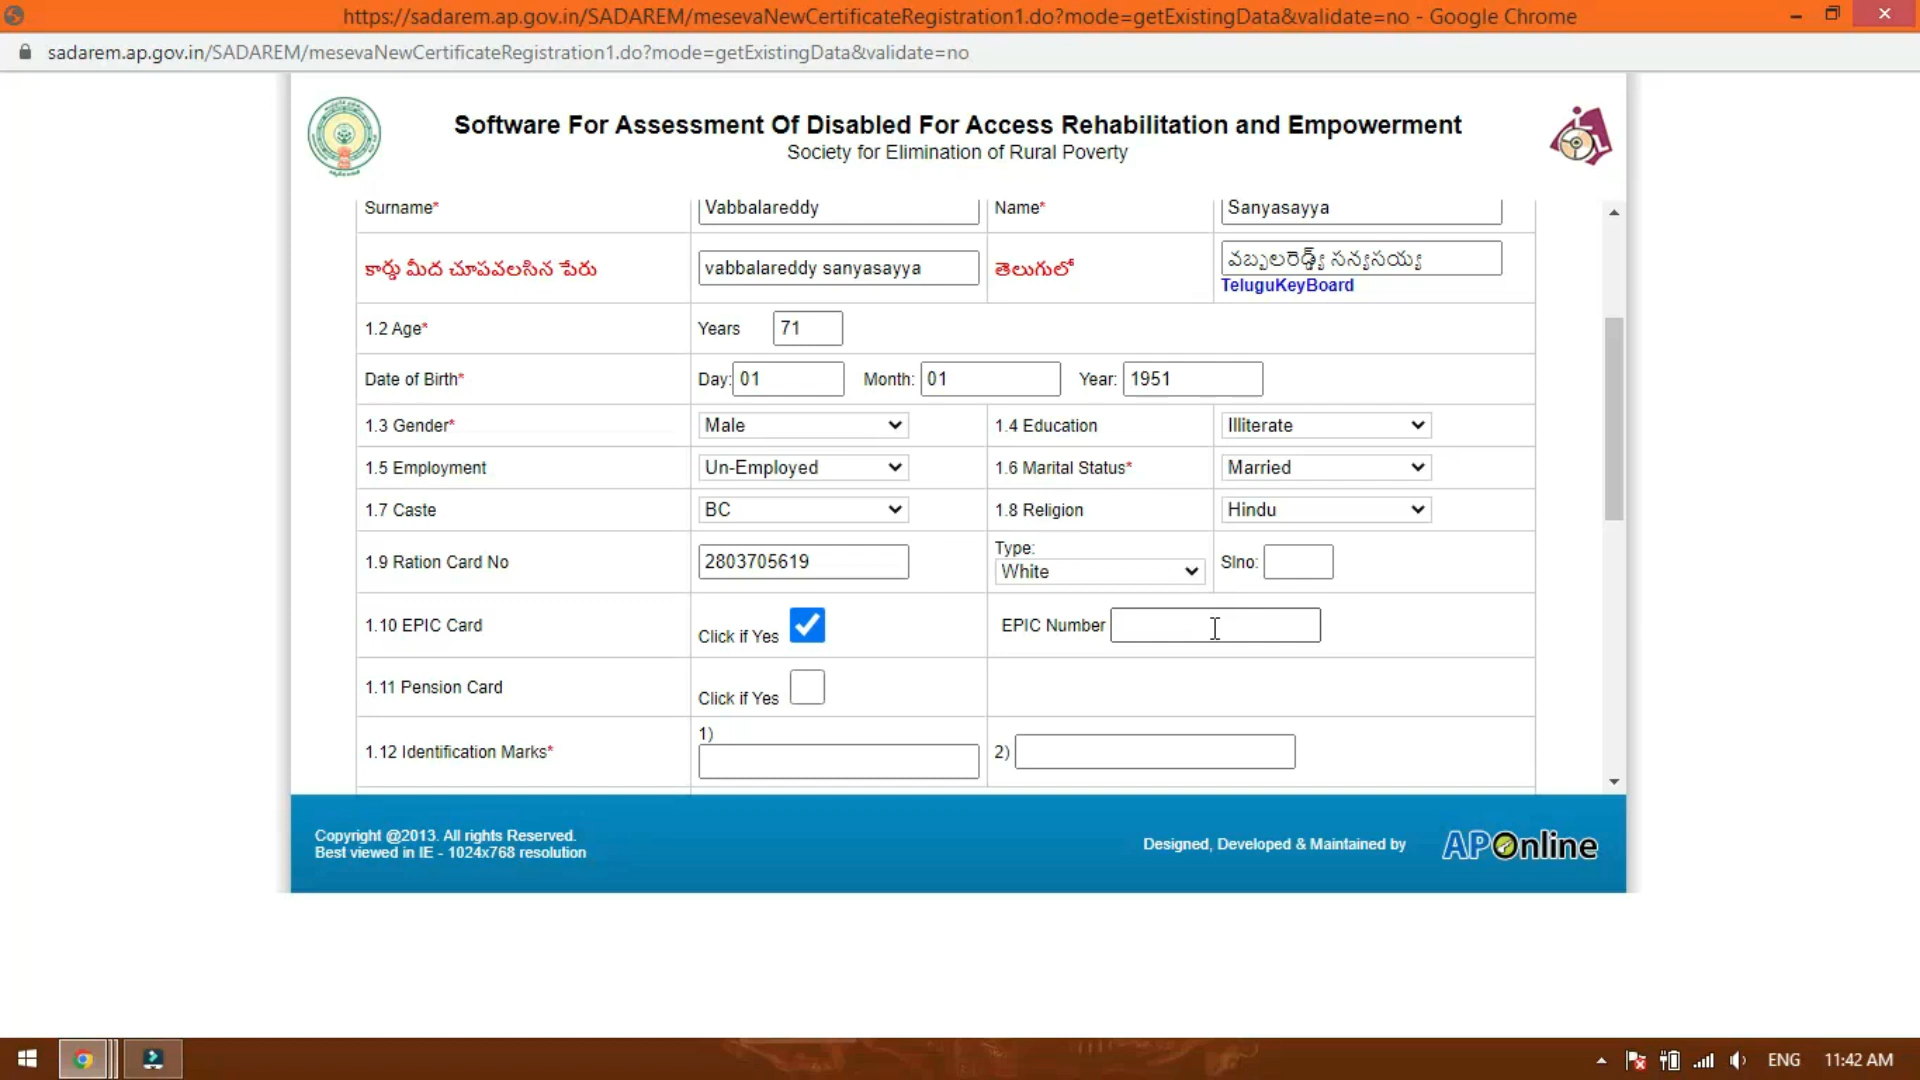 https://sadarem.ap.gov.in/SADAREM/mesevaNewCertificateRegistration1.do?mode=getExistingData&validate=no - Google Chrome
sadarem.ap.gov.in/SADAREM/mesevaNewCertificateRegistration1.do?mode=getExistingData&validate=no
Software For Assessment Of Disabled For Access Rehabilitation and Empowerment
Society for Elimination of Rural Poverty
Surname* Vabbalareddy Name* Sanyasayya
కార్డు మీద చూపవలసిన పేరు vabbalareddy sanyasayya తెలుగులో వబ్బలరెడ్డ్య్ సన్యసయ్య
TeluguKeyBoard
1.2 Age* Years 71
Date of Birth* Day: 01 Month: 01 Year: 1951
1.3 Gender* Male 1.4 Education Illiterate
1.5 Employment Un-Employed 1.6 Marital Status* Married
1.7 Caste BC 1.8 Religion Hindu
1.9 Ration Card No 2803705619 Type: White Slno:
1.10 EPIC Card Click if Yes EPIC Number
1.11 Pension Card Click if Yes
1.12 Identification Marks* 1) 2)
Copyright @2013. All rights Reserved.
Best viewed in IE - 1024x768 resolution
Designed, Developed & Maintained by APOnline
ENG 11:42 AM